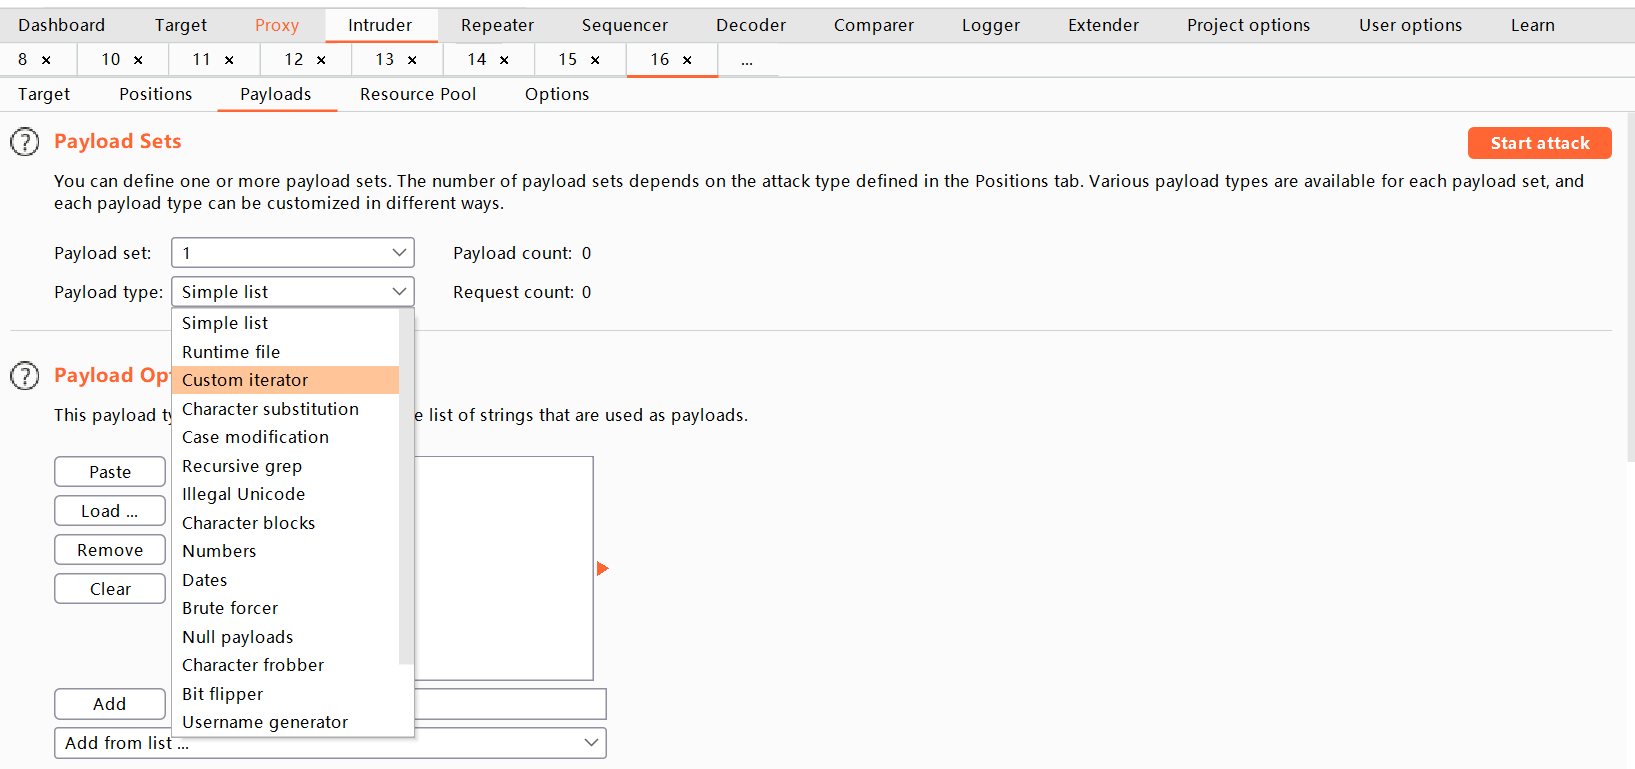 Dashboard Target Proxy Intruder Repeater Sequencer Decoder Comparer Logger Extender Project options User options Learn
8 × 10 × 11 × 12 × 13 × 14 × 15 × 16 × ...
Target Positions Payloads Resource Pool Options
? Payload Sets Start attack
You can define one or more payload sets. The number of payload sets depends on the attack type defined in the Positions tab. Various payload types are available for each payload set, and
each payload type can be customized in different ways.
Payload set: 1 Payload count: 0
Payload type: Simple list Request count: 0
Simple list
Runtime file
? Payload Op Custom iterator
Character substitution
This payload ty e list of strings that are used as payloads.
Case modification
Paste Recursive grep
Illegal Unicode
Load ... Character blocks
Remove Numbers
Clear Dates
Brute forcer
Null payloads
Character frobber
Bit flipper
Add Username generator
Add from list ...